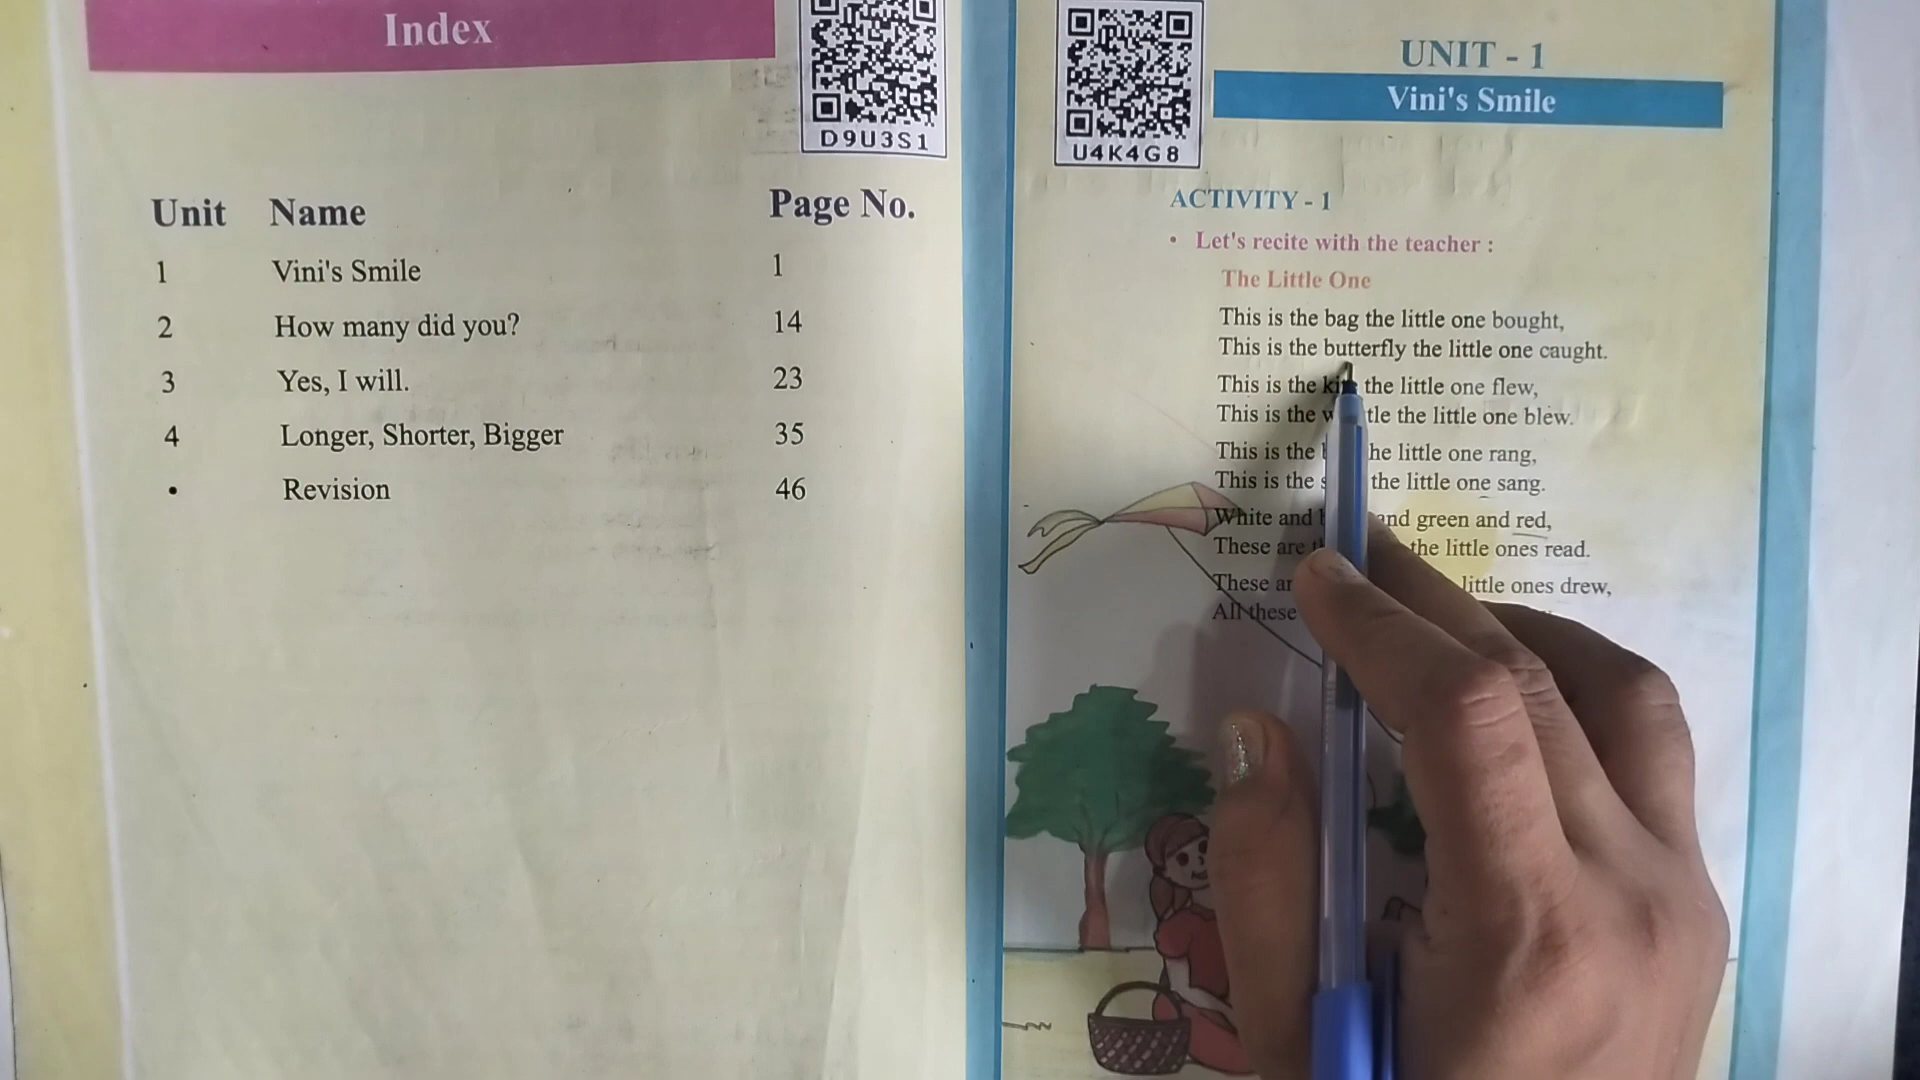 Index
D9U3S1
Unit Name Page No.
1 Vini's Smile 1
2 How many did you? 14
3 Yes, I will. 23
4 Longer, Shorter, Bigger 35
• Revision 46
U4K4G8
UNIT - 1
Vini's Smile
ACTIVITY - 1
• Let's recite with the teacher :
The Little One
This is the bag the little one bought,
This is the butterfly the little one caught.
This is the the little one flew,
This is the the little one blew.
This is the the little one rang,
This is the the little one sang.
White and and green and red,
These are the little ones read.
These little ones drew,
All these